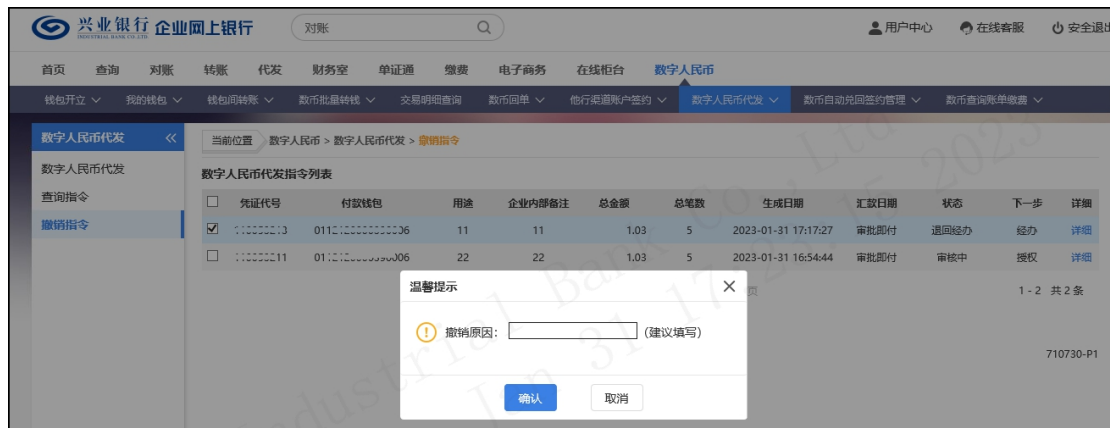 兴业银行 企业网上银行
INDUSTRIAL BANK CO.,LTD.
对账
用户中心 在线客服 安全退出
首页 查询 对账 转账 代发 财务室 单证通 缴费 电子商务 在线柜台 数字人民币
钱包开立 我的钱包 钱包间转账 数币批量转钱 交易明细查询 数币回单 他行渠道账户签约 数字人民币代发 数币自动兑回签约管理 数币查询账单缴费
数字人民币代发 当前位置 数字人民币 > 数字人民币代发 > 撤销指令
数字人民币代发
查询指令
撤销指令
数字人民币代发指令列表
凭证代号 付款钱包 用途 企业内部备注 总金额 总笔数 生成日期 汇款日期 状态 下一步 详细
11 11 1.03 5 2023-01-31 17:17:27 审批即付 退回经办 经办 详细
22 22 1.03 5 2023-01-31 16:54:44 审批即付 审核中 授权 详细
页 1 - 2 共 2 条
温馨提示
撤销原因: (建议填写)
确认 取消
710730-P1